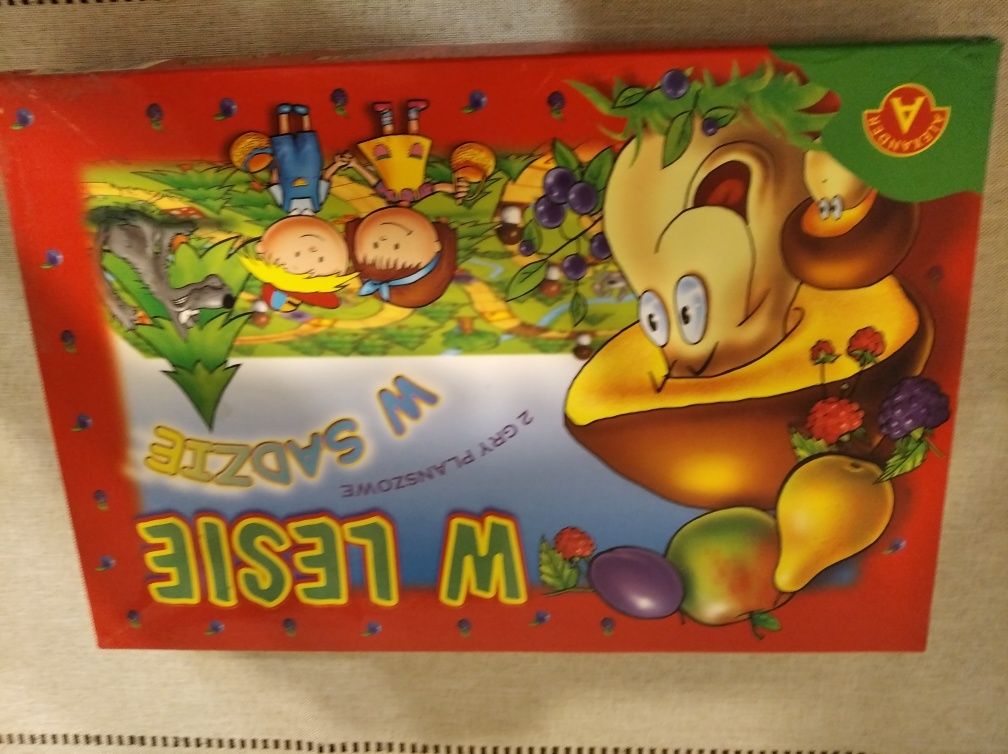 W LESIE
2 GRY PLANSZOWE
W SADZIE
A
ALEXANDER